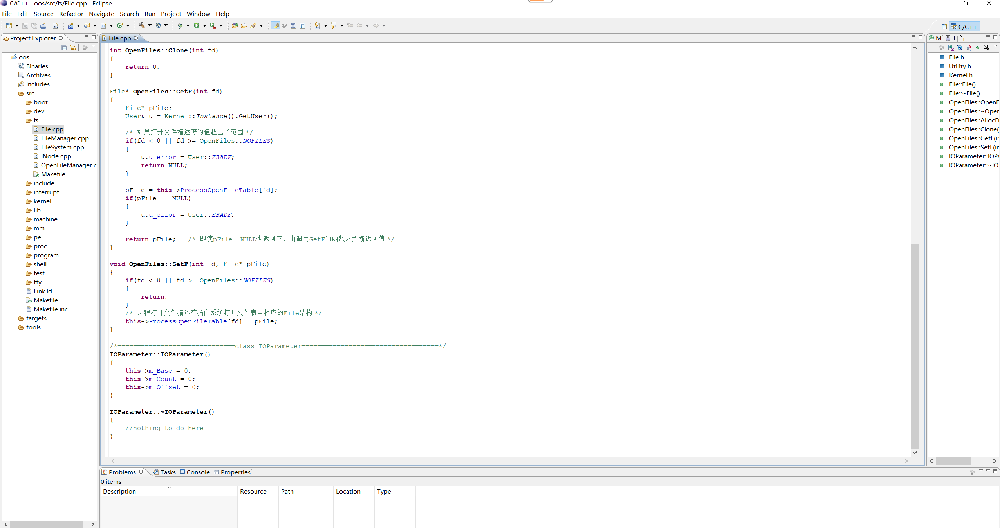 C/C++ - oos/src/fs/File.cpp - Eclipse
File Edit Source Refactor Navigate Search Run Project Window Help
C/C++
Project Explorer
oos
Binaries
Archives
Includes
src
boot
dev
fs
File.cpp
FileManager.cpp
FileSystem.cpp
INode.cpp
OpenFileManager.c
Makefile
include
interrupt
kernel
lib
machine
mm
pe
proc
program
shell
test
tty
Link.ld
Makefile
Makefile.inc
targets
tools
File.cpp
int OpenFiles::Clone(int fd)
{
    return 0;
}
File* OpenFiles::GetF(int fd)
{
    File* pFile;
    User& u = Kernel::Instance().GetUser();
    /* 如果打开文件描述符的值超出了范围 */
    if(fd < 0 || fd >= OpenFiles::NOFILES)
    {
        u.u_error = User::EBADF;
        return NULL;
    }
    pFile = this->ProcessOpenFileTable[fd];
    if(pFile == NULL)
    {
        u.u_error = User::EBADF;
    }
    return pFile;   /* 即使pFile==NULL也返回它，由调用GetF的函数来判断返回值 */
}
void OpenFiles::SetF(int fd, File* pFile)
{
    if(fd < 0 || fd >= OpenFiles::NOFILES)
    {
        return;
    }
    /* 进程打开文件描述符指向系统打开文件表中相应的File结构 */
    this->ProcessOpenFileTable[fd] = pFile;
}
/*==============================class IOParameter===================================*/
IOParameter::IOParameter()
{
    this->m_Base = 0;
    this->m_Count = 0;
    this->m_Offset = 0;
}
IOParameter::~IOParameter()
{
    //nothing to do here
}
M T »1
File.h
Utility.h
Kernel.h
File::File()
File::~File()
OpenFiles::OpenF
OpenFiles::~Oper
OpenFiles::AllocFr
OpenFiles::Clone(
OpenFiles::GetF(in
OpenFiles::SetF(in
IOParameter::IOPa
IOParameter::~IO
Problems Tasks Console Properties
0 items
Description Resource Path Location Type